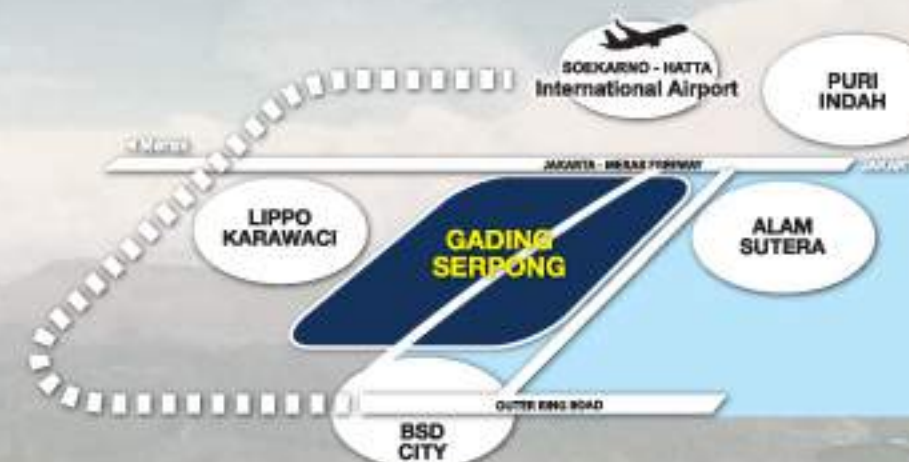 SOEKARNO - HATTA
International Airport
PURI
INDAH
Merak
JAKARTA - MERAK FREEWAY
LIPPO
KARAWACI
GADING
SERPONG
ALAM
SUTERA
OUTER RING ROAD
BSD
CITY